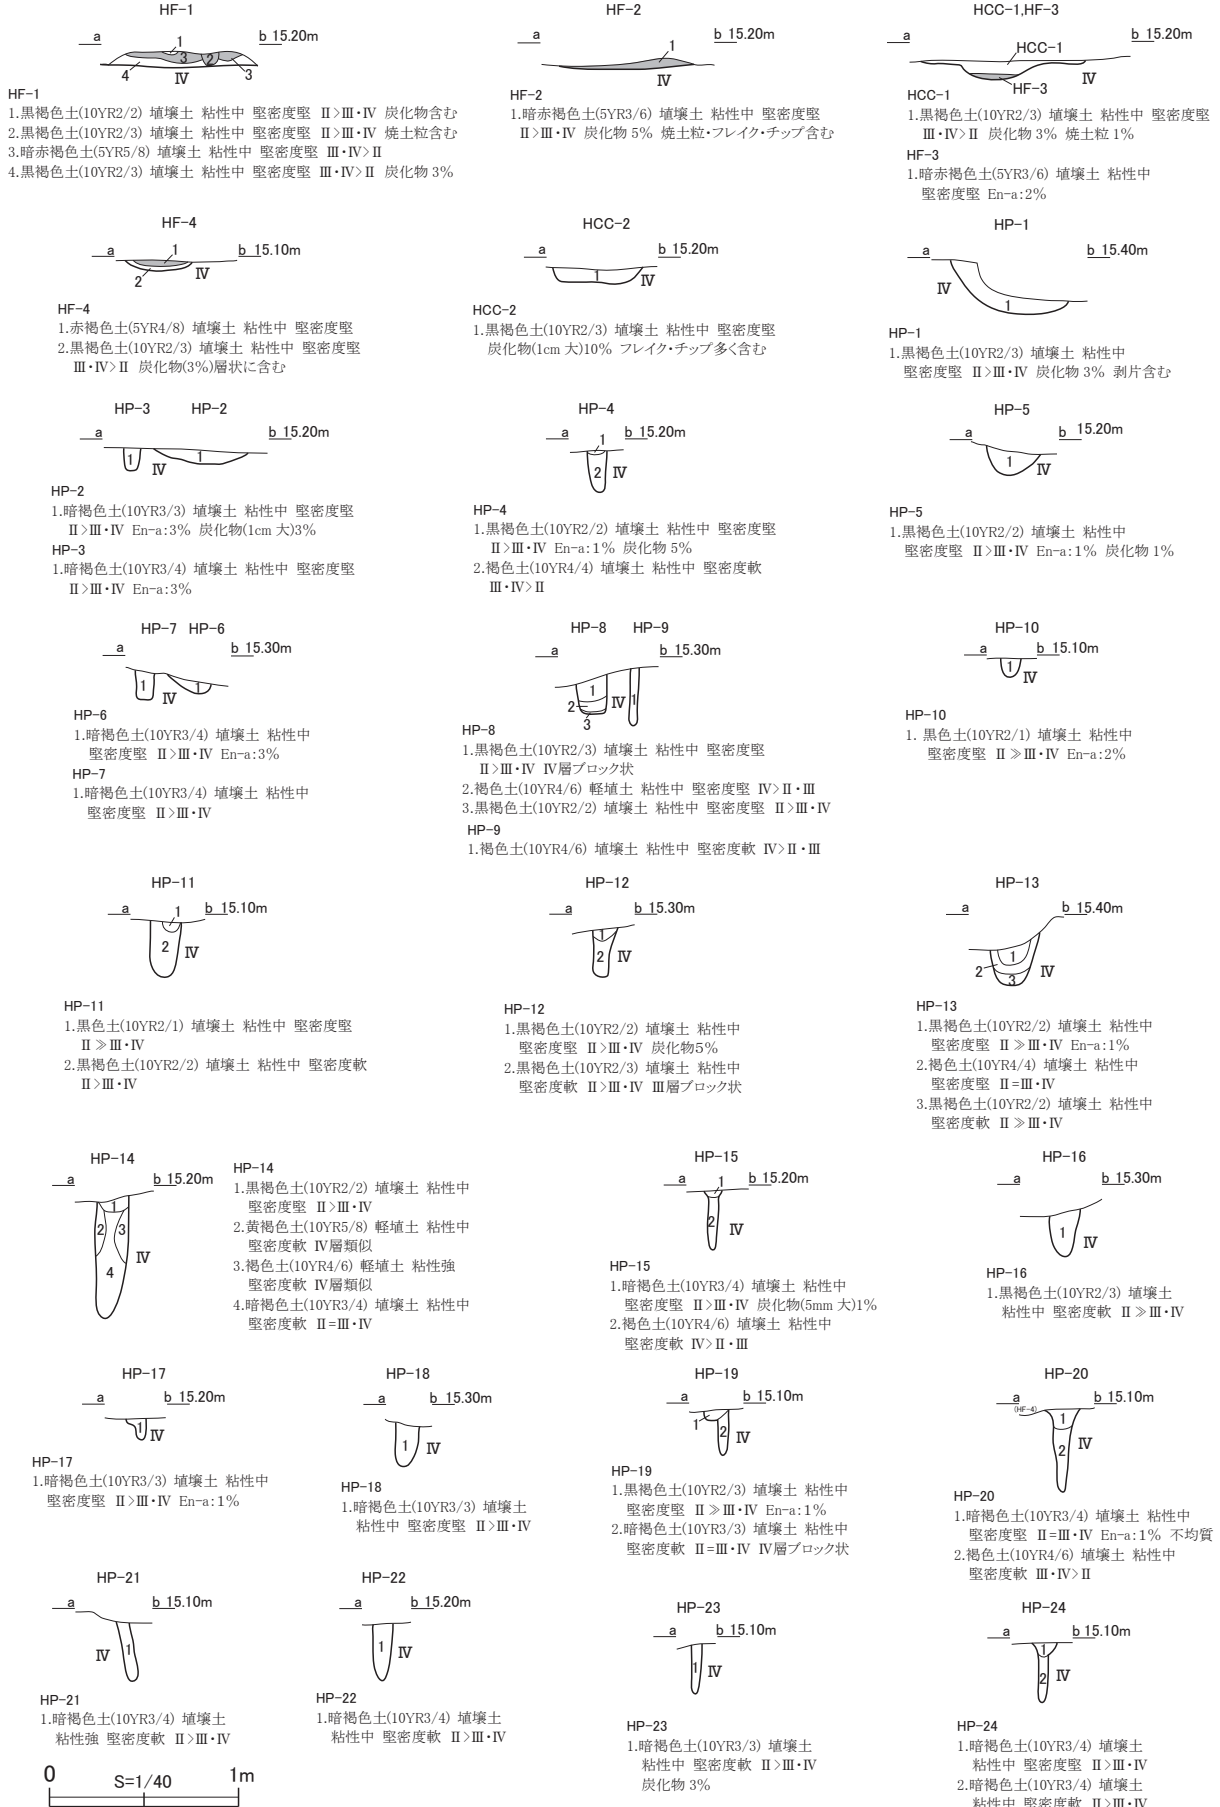 HF-1
a b 15.20m
1
3 2
4 3
Ⅳ
HF-1
1.黒褐色土(10YR2/2) 埴壌土 粘性中 堅密度堅 Ⅱ>Ⅲ・Ⅳ 炭化物含む
2.黒褐色土(10YR2/3) 埴壌土 粘性中 堅密度堅 Ⅱ>Ⅲ・Ⅳ 焼土粒含む
3.暗赤褐色土(5YR5/8) 埴壌土 粘性中 堅密度堅 Ⅲ・Ⅳ>Ⅱ
4.黒褐色土(10YR2/3) 埴壌土 粘性中 堅密度堅 Ⅲ・Ⅳ>Ⅱ 炭化物 3%
HF-2
a b 15.20m
1
Ⅳ
HF-2
1.暗赤褐色土(5YR3/6) 埴壌土 粘性中 堅密度堅
Ⅱ>Ⅲ・Ⅳ 炭化物 5% 焼土粒・フレイク・チップ含む
HCC-1,HF-3
a b 15.20m
HCC-1
Ⅳ
HF-3
HCC-1
1.黒褐色土(10YR2/3) 埴壌土 粘性中 堅密度堅
Ⅲ・Ⅳ>Ⅱ 炭化物 3% 焼土粒 1%
HF-3
1.暗赤褐色土(5YR3/6) 埴壌土 粘性中
堅密度堅 En-a:2%
HF-4
a b 15.10m
1
2 Ⅳ
HF-4
1.赤褐色土(5YR4/8) 埴壌土 粘性中 堅密度堅
2.黒褐色土(10YR2/3) 埴壌土 粘性中 堅密度堅
Ⅲ・Ⅳ>Ⅱ 炭化物(3%)層状に含む
HCC-2
a b 15.20m
1 Ⅳ
HCC-2
1.黒褐色土(10YR2/3) 埴壌土 粘性中 堅密度堅
炭化物(1cm 大)10% フレイク・チップ多く含む
HP-1
a b 15.40m
Ⅳ 1
HP-1
1.黒褐色土(10YR2/3) 埴壌土 粘性中
堅密度堅 Ⅱ>Ⅲ・Ⅳ 炭化物 3% 剥片含む
HP-3 HP-2
a b 15.20m
1 Ⅳ 1
HP-2
1.暗褐色土(10YR3/3) 埴壌土 粘性中 堅密度堅
Ⅱ>Ⅲ・Ⅳ En-a:3% 炭化物(1cm 大)3%
HP-3
1.暗褐色土(10YR3/4) 埴壌土 粘性中 堅密度堅
Ⅱ>Ⅲ・Ⅳ En-a:3%
HP-4
a b 15.20m
1
2 Ⅳ
HP-4
1.黒褐色土(10YR2/2) 埴壌土 粘性中 堅密度堅
Ⅱ>Ⅲ・Ⅳ En-a:1% 炭化物 5%
2.褐色土(10YR4/4) 埴壌土 粘性中 堅密度軟
Ⅲ・Ⅳ>Ⅱ
HP-5
a b 15.20m
1 Ⅳ
HP-5
1.黒褐色土(10YR2/2) 埴壌土 粘性中
堅密度堅 Ⅱ>Ⅲ・Ⅳ En-a:1% 炭化物 1%
HP-7 HP-6
a b 15.30m
1 Ⅳ 1
HP-6
1.暗褐色土(10YR3/4) 埴壌土 粘性中
堅密度堅 Ⅱ>Ⅲ・Ⅳ En-a:3%
HP-7
1.暗褐色土(10YR3/4) 埴壌土 粘性中
堅密度堅 Ⅱ>Ⅲ・Ⅳ
HP-8 HP-9
a b 15.30m
1 Ⅳ 1
2
3
HP-8
1.黒褐色土(10YR2/3) 埴壌土 粘性中 堅密度堅
Ⅱ>Ⅲ・Ⅳ Ⅳ層ブロック状
2.褐色土(10YR4/6) 軽埴土 粘性中 堅密度堅 Ⅳ>Ⅱ・Ⅲ
3.黒褐色土(10YR2/2) 埴壌土 粘性中 堅密度堅 Ⅱ>Ⅲ・Ⅳ
HP-9
1.褐色土(10YR4/6) 埴壌土 粘性中 堅密度軟 Ⅳ>Ⅱ・Ⅲ
HP-10
a b 15.10m
1 Ⅳ
HP-10
1. 黒色土(10YR2/1) 埴壌土 粘性中
堅密度堅 Ⅱ≫Ⅲ・Ⅳ En-a:2%
HP-11
a b 15.10m
1
2 Ⅳ
HP-11
1.黒色土(10YR2/1) 埴壌土 粘性中 堅密度堅
Ⅱ≫Ⅲ・Ⅳ
2.黒褐色土(10YR2/2) 埴壌土 粘性中 堅密度軟
Ⅱ>Ⅲ・Ⅳ
HP-12
a b 15.30m
1
2 Ⅳ
HP-12
1.黒褐色土(10YR2/2) 埴壌土 粘性中
堅密度堅 Ⅱ>Ⅲ・Ⅳ 炭化物5%
2.黒褐色土(10YR2/3) 埴壌土 粘性中
堅密度軟 Ⅱ>Ⅲ・Ⅳ Ⅲ層ブロック状
HP-13
a b 15.40m
1
2 Ⅳ
3
HP-13
1.黒褐色土(10YR2/2) 埴壌土 粘性中
堅密度堅 Ⅱ≫Ⅲ・Ⅳ En-a:1%
2.褐色土(10YR4/4) 埴壌土 粘性中
堅密度堅 Ⅱ=Ⅲ・Ⅳ
3.黒褐色土(10YR2/2) 埴壌土 粘性中
堅密度軟 Ⅱ≫Ⅲ・Ⅳ
HP-14
a b 15.20m
1
2 3
4 Ⅳ
HP-14
1.黒褐色土(10YR2/2) 埴壌土 粘性中
堅密度堅 Ⅱ>Ⅲ・Ⅳ
2.黄褐色土(10YR5/8) 軽埴土 粘性中
堅密度軟 Ⅳ層類似
3.褐色土(10YR4/6) 軽埴土 粘性強
堅密度軟 Ⅳ層類似
4.暗褐色土(10YR3/4) 埴壌土 粘性中
堅密度軟 Ⅱ=Ⅲ・Ⅳ
HP-15
a b 15.20m
1
2 Ⅳ
HP-15
1.暗褐色土(10YR3/4) 埴壌土 粘性中
堅密度堅 Ⅱ>Ⅲ・Ⅳ 炭化物(5mm 大)1%
2.褐色土(10YR4/6) 埴壌土 粘性中
堅密度軟 Ⅳ>Ⅱ・Ⅲ
HP-16
a b 15.30m
1 Ⅳ
HP-16
1.黒褐色土(10YR2/3) 埴壌土
粘性中 堅密度軟 Ⅱ≫Ⅲ・Ⅳ
HP-17
a b 15.20m
1 Ⅳ
HP-17
1.暗褐色土(10YR3/3) 埴壌土 粘性中
堅密度堅 Ⅱ>Ⅲ・Ⅳ En-a:1%
HP-18
a b 15.30m
1 Ⅳ
HP-18
1.暗褐色土(10YR3/3) 埴壌土
粘性中 堅密度堅 Ⅱ>Ⅲ・Ⅳ
HP-19
a b 15.10m
1
2 Ⅳ
HP-19
1.黒褐色土(10YR2/3) 埴壌土 粘性中
堅密度堅 Ⅱ≫Ⅲ・Ⅳ En-a:1%
2.暗褐色土(10YR3/3) 埴壌土 粘性中
堅密度軟 Ⅱ=Ⅲ・Ⅳ Ⅳ層ブロック状
HP-20
a b 15.10m
(HF-4)
1
2 Ⅳ
HP-20
1.暗褐色土(10YR3/4) 埴壌土 粘性中
堅密度堅 Ⅱ=Ⅲ・Ⅳ En-a:1% 不均質
2.褐色土(10YR4/6) 埴壌土 粘性中
堅密度軟 Ⅲ・Ⅳ>Ⅱ
HP-21
a b 15.10m
Ⅳ 1
HP-21
1.暗褐色土(10YR3/4) 埴壌土
粘性強 堅密度軟 Ⅱ>Ⅲ・Ⅳ
HP-22
a b 15.20m
1 Ⅳ
HP-22
1.暗褐色土(10YR3/4) 埴壌土
粘性中 堅密度軟 Ⅱ>Ⅲ・Ⅳ
HP-23
a b 15.10m
1 Ⅳ
HP-23
1.暗褐色土(10YR3/3) 埴壌土
粘性中 堅密度軟 Ⅱ>Ⅲ・Ⅳ
炭化物 3%
HP-24
a b 15.10m
1
2 Ⅳ
HP-24
1.暗褐色土(10YR3/4) 埴壌土
粘性中 堅密度堅 Ⅱ>Ⅲ・Ⅳ
2.暗褐色土(10YR3/4) 埴壌土
粘性中 堅密度軟 Ⅱ>Ⅲ・Ⅳ
0 S=1/40 1m